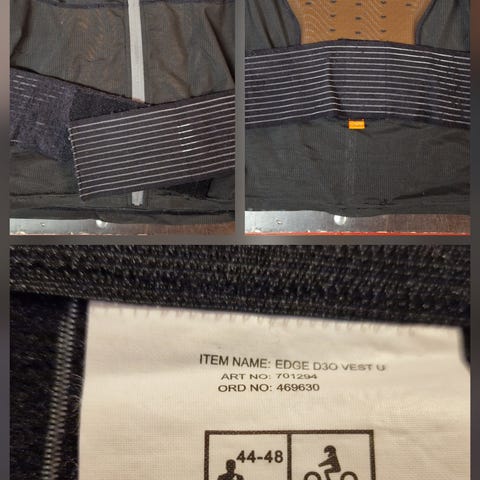 ITEM NAME: EDGE D3O VEST U
ART NO: 701294
ORD NO: 469630
44-48